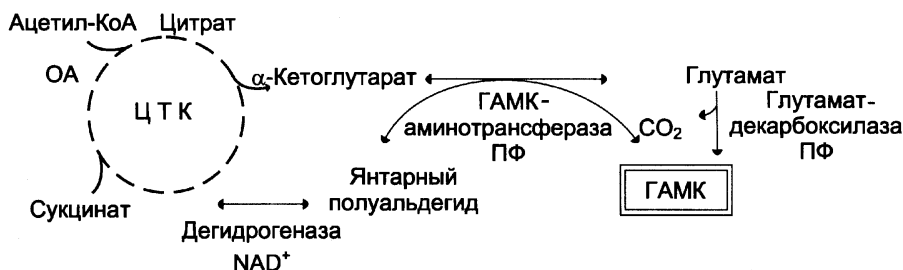 Ацетил-КоА Цитрат
ОА
ЦТК
α-Кетоглутарат
Глутамат
ГАМК-
аминотрансфераза
ПФ
CO₂
Глутамат-
декарбоксилаза
ПФ
Янтарный
полуальдегид
ГАМК
Сукцинат
Дегидрогеназа
NAD⁺